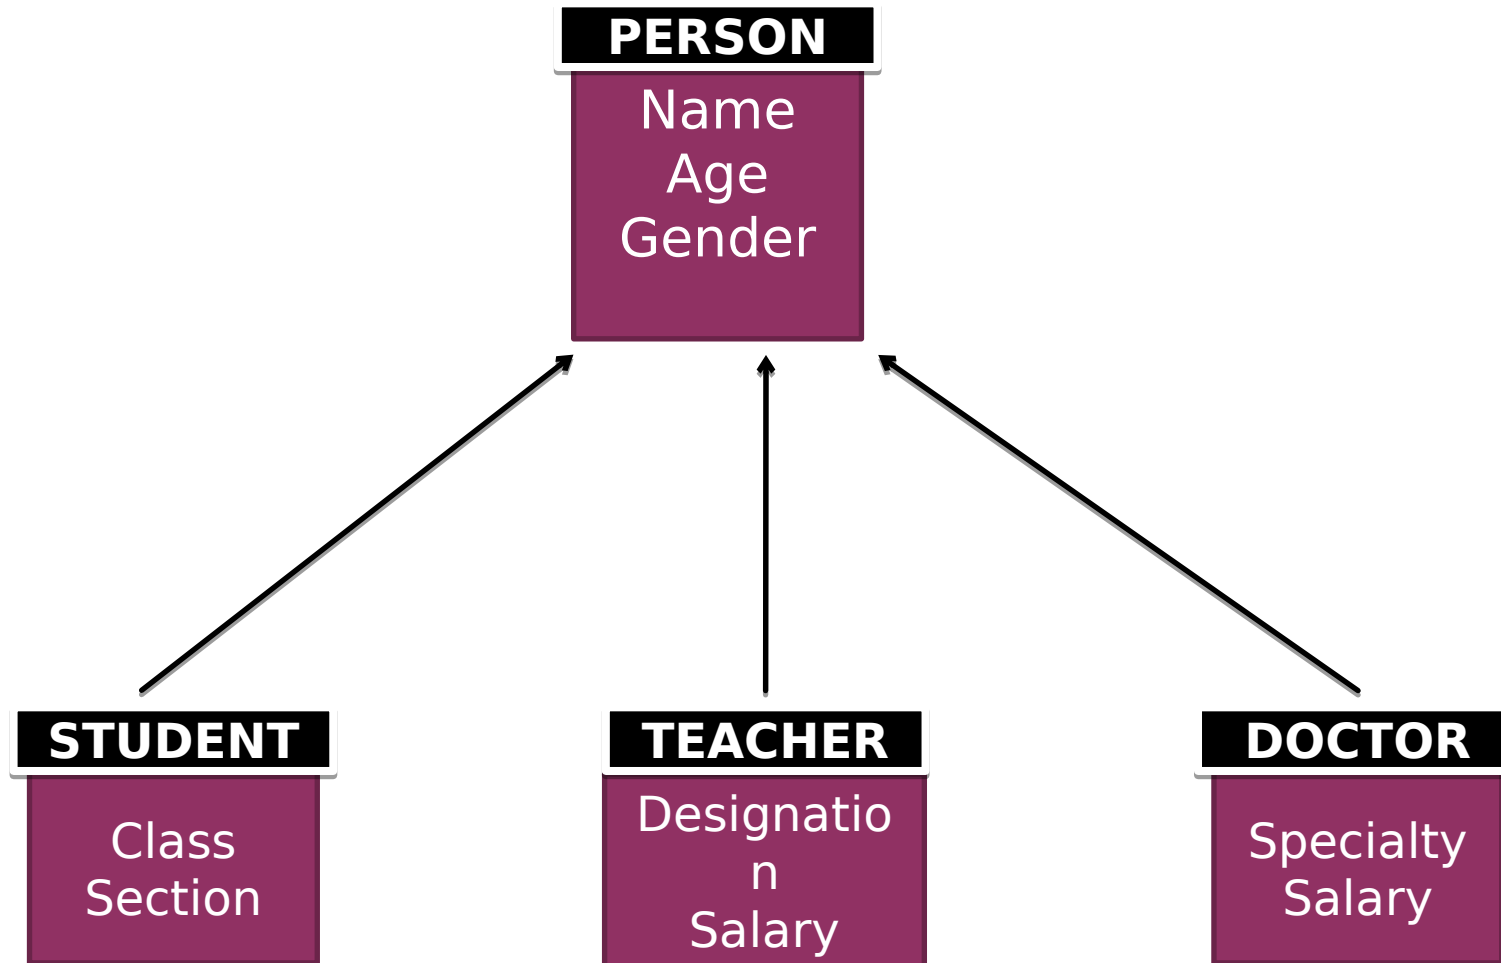 PERSON
Name
Age
Gender
STUDENT
Class
Section
TEACHER
Designatio
n
Salary
DOCTOR
Specialty
Salary